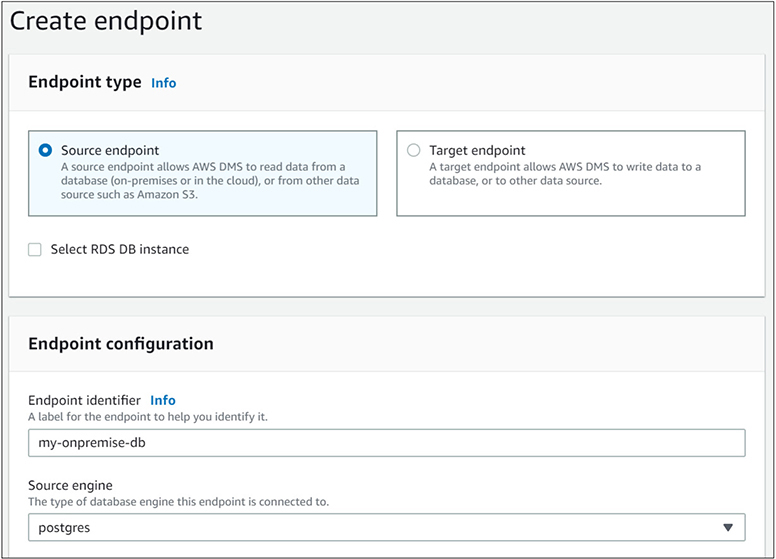 Create endpoint
Endpoint type Info
Source endpoint
A source endpoint allows AWS DMS to read data from a
database (on-premises or in the cloud), or from other data
source such as Amazon S3.
Target endpoint
A target endpoint allows AWS DMS to write data to a
database, or to other data source.
Select RDS DB instance
Endpoint configuration
Endpoint identifier Info
A label for the endpoint to help you identify it.
my-onpremise-db
Source engine
The type of database engine this endpoint is connected to.
postgres